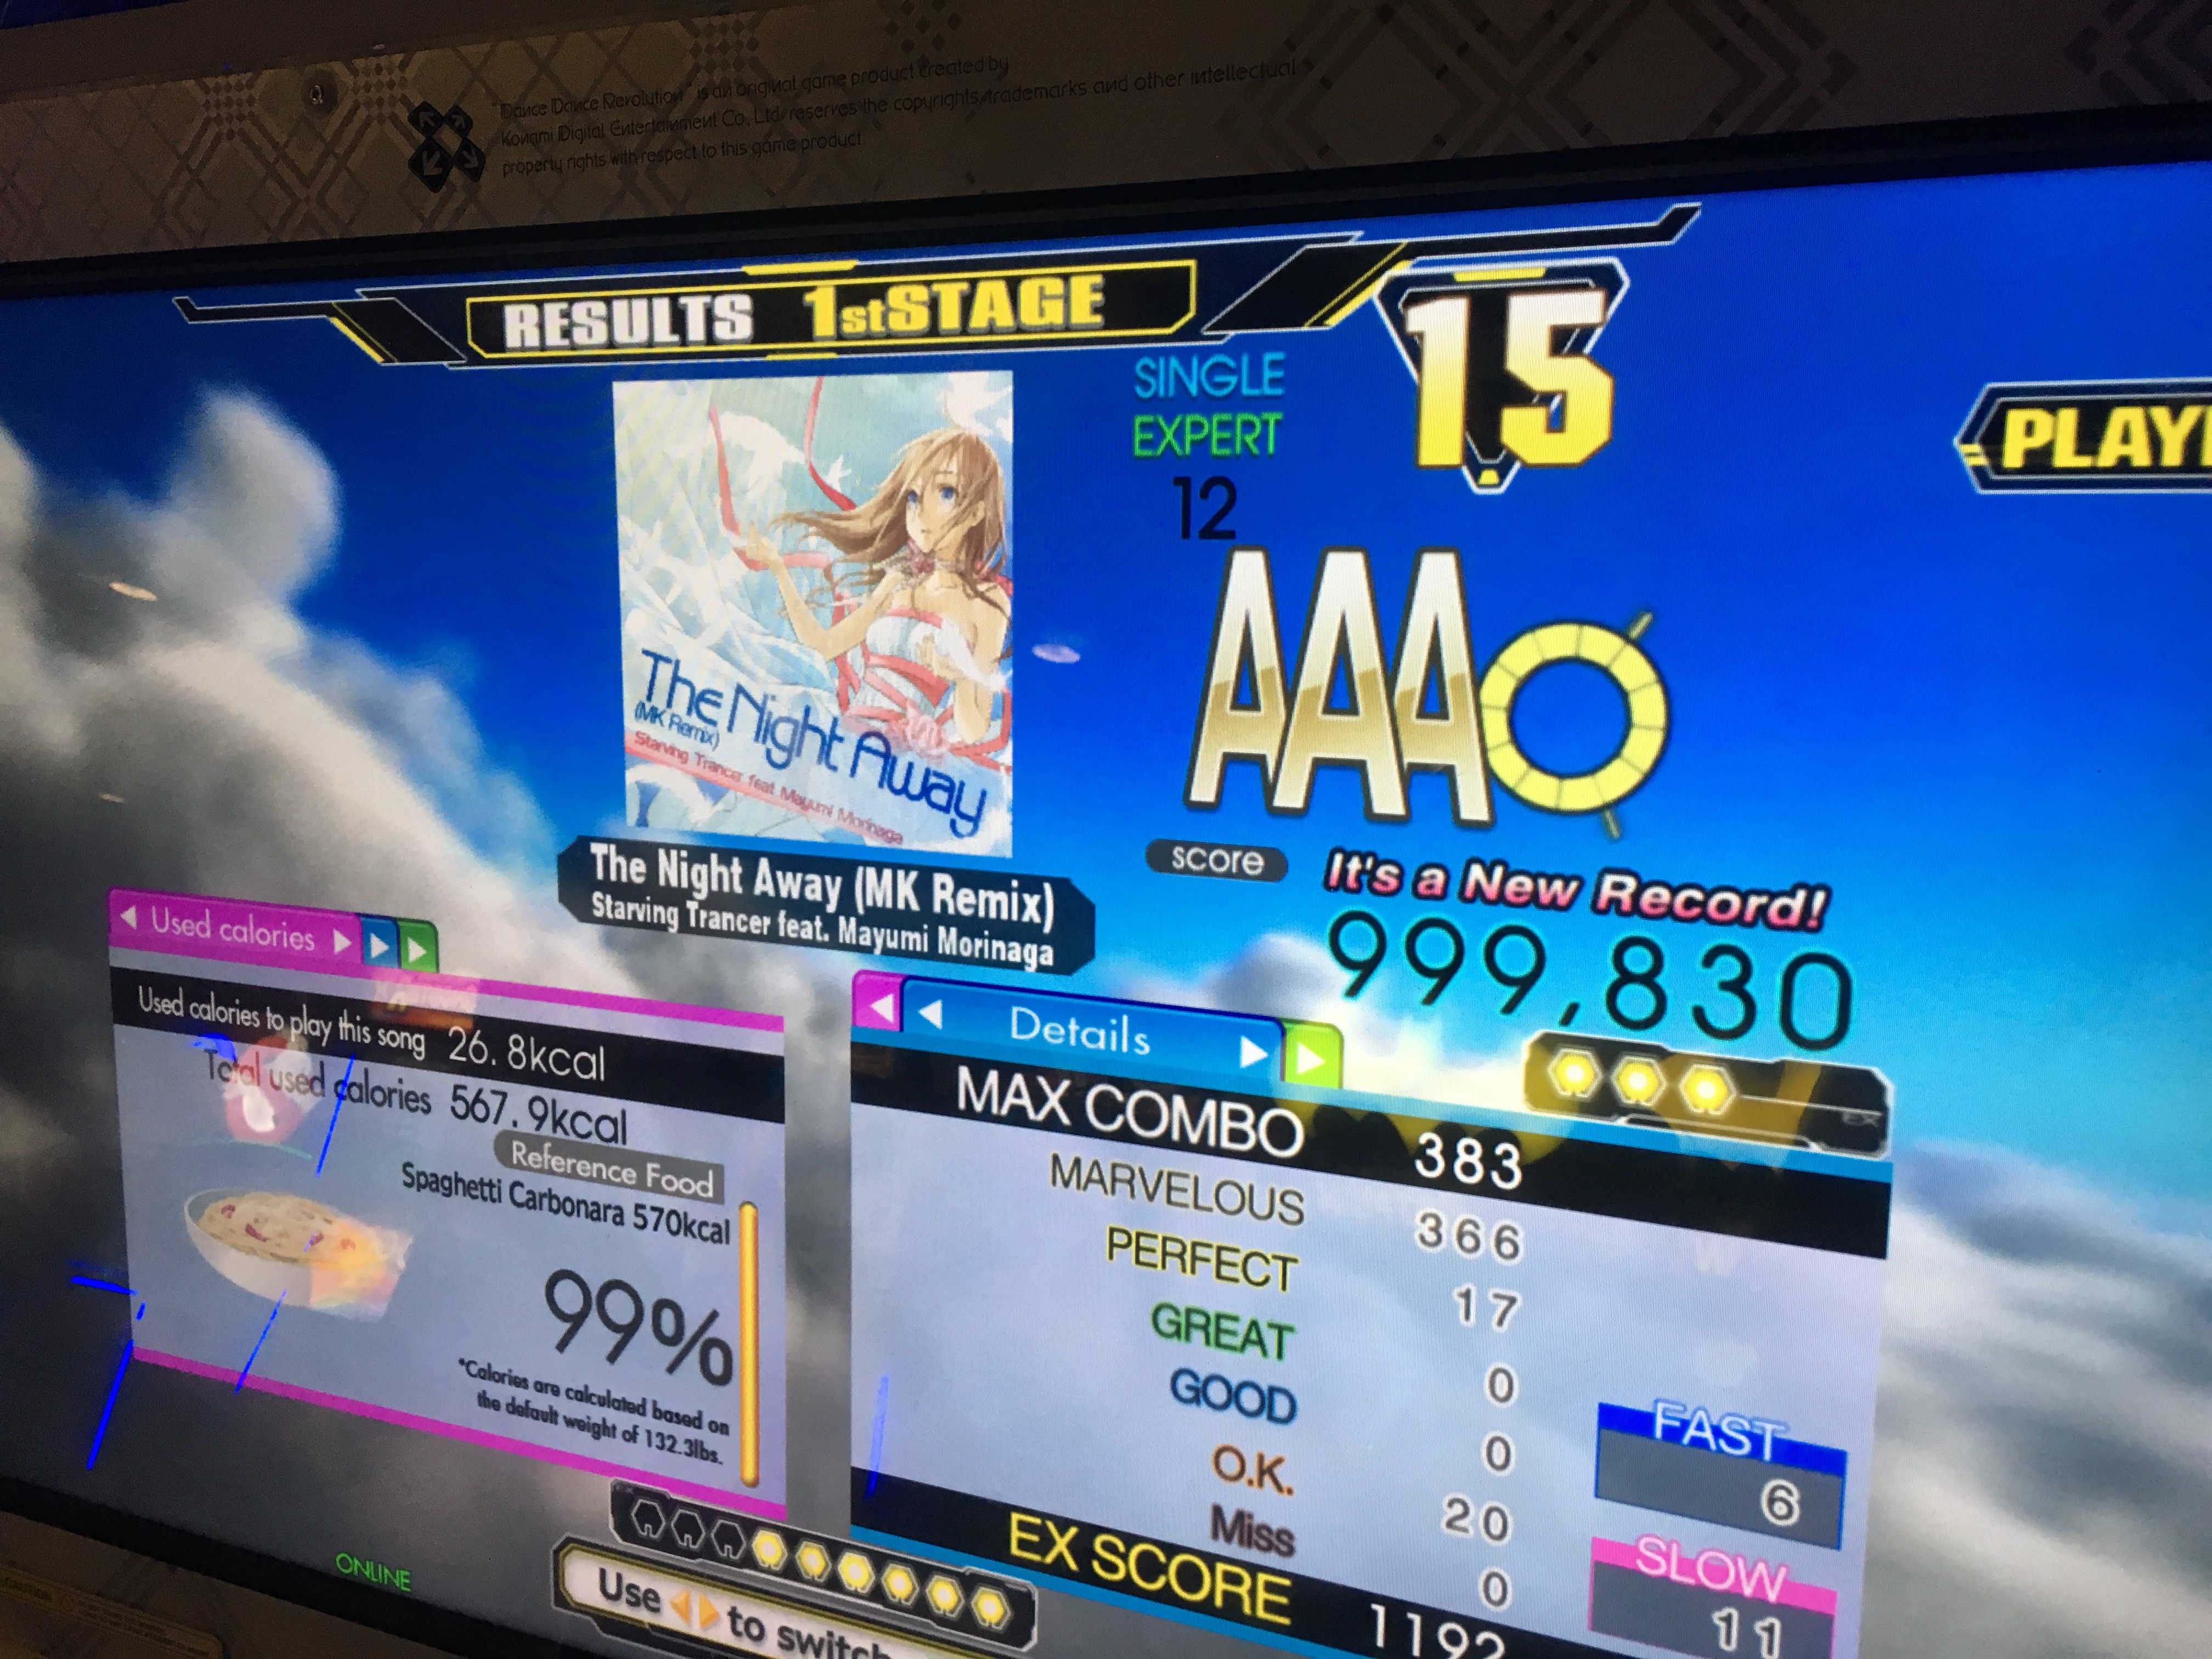 "Dance Dance Revolution" is an original game product created by
Konami Digital Entertainment Co., Ltd. reserves the copyrights, trademarks and other intellectual
property rights with respect to this game product.
RESULTS 1st STAGE
15
SINGLE
EXPERT
12
PLAY
AAA
The Night Away
(MK Remix)
Starving Trancer feat. Mayumi Morinaga
The Night Away (MK Remix)
Starving Trancer feat. Mayumi Morinaga
score
It's a New Record!
999,830
EX
Used calories
Used calories to play this song 26.8kcal
Total used calories 567.9kcal
Reference Food
Spaghetti Carbonara 570kcal
99%
*Calories are calculated based on
the default weight of 132.3lbs.
Details
MAX COMBO 383
MARVELOUS 366
PERFECT 17
GREAT 0
GOOD 0
O.K. 20
Miss 0
EX SCORE 1192
FAST
6
SLOW
11
ONLINE
Use to switch
CAUTION